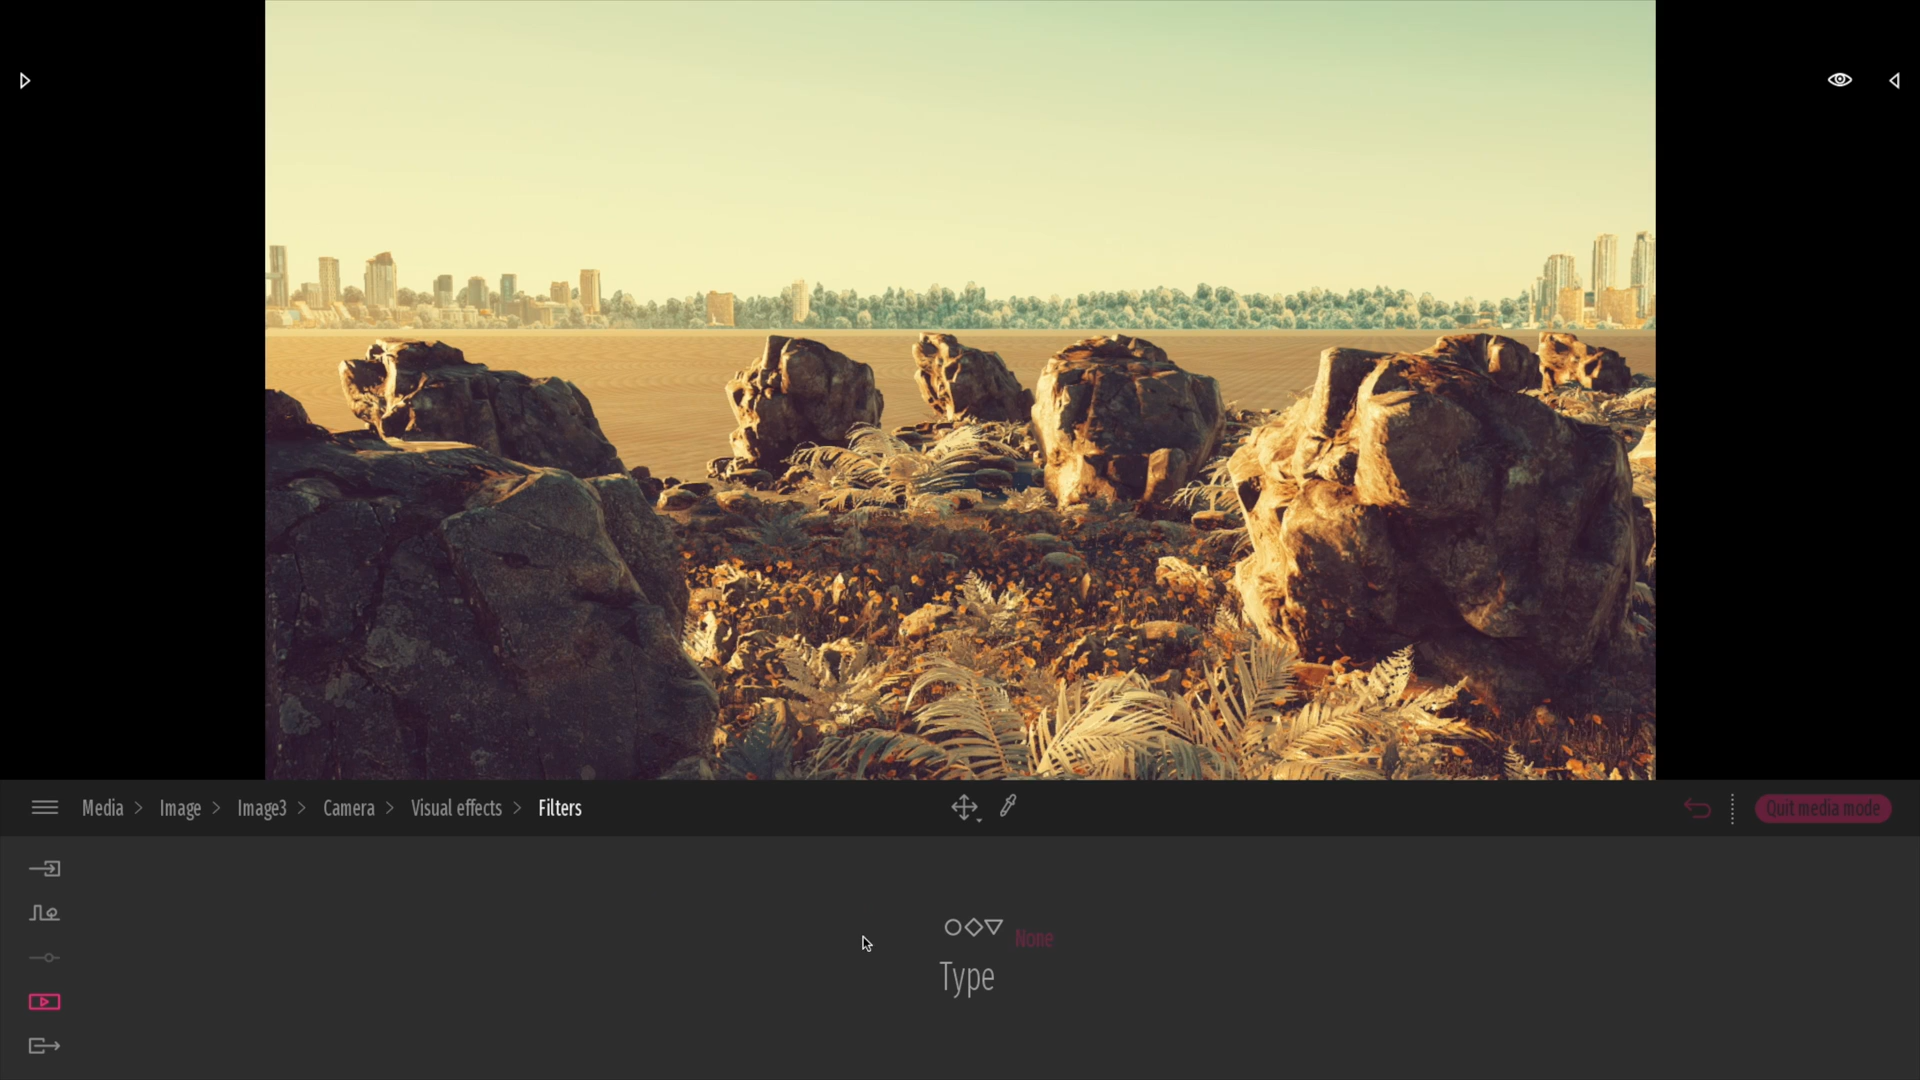 Media > Image > Image3 > Camera > Visual effects > Filters
Quit media mode
None
Type